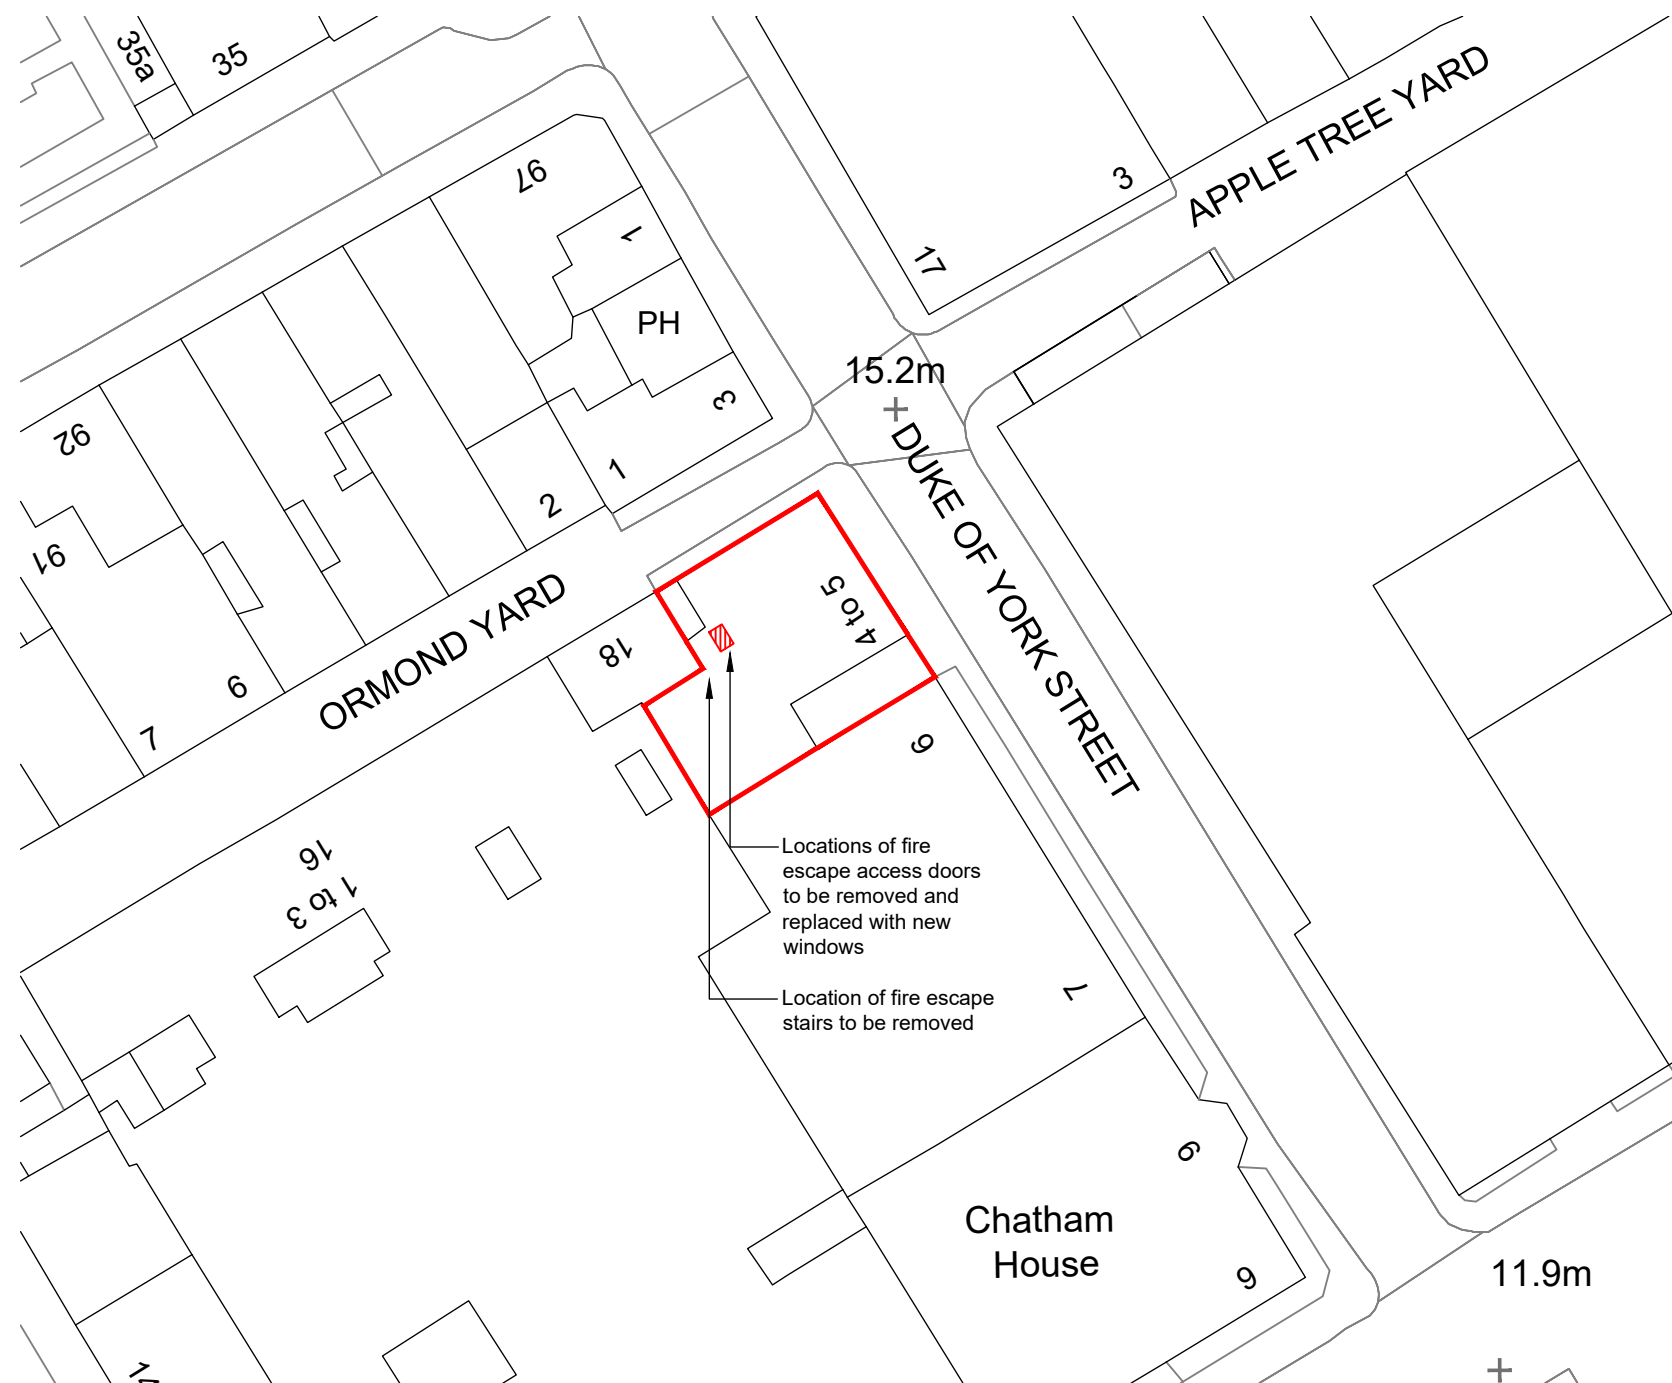 35a
35
97
1
PH
3
1
2
92
91
6
7
ORMOND YARD
3
17
APPLE TREE YARD
15.2m
DUKE OF YORK STREET
4 to 5
18
6
16
1 to 3
Locations of fire
escape access doors
to be removed and
replaced with new
windows
Location of fire escape
stairs to be removed
7
9
Chatham
House
6
11.9m
14